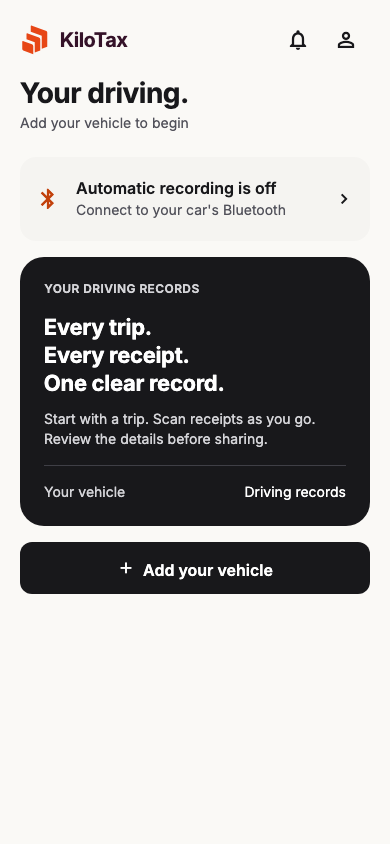 KiloTax
Your driving.
Add your vehicle to begin
Automatic recording is off
Connect to your car's Bluetooth
YOUR DRIVING RECORDS
Every trip.
Every receipt.
One clear record.
Start with a trip. Scan receipts as you go.
Review the details before sharing.
Your vehicle
Driving records
+ Add your vehicle